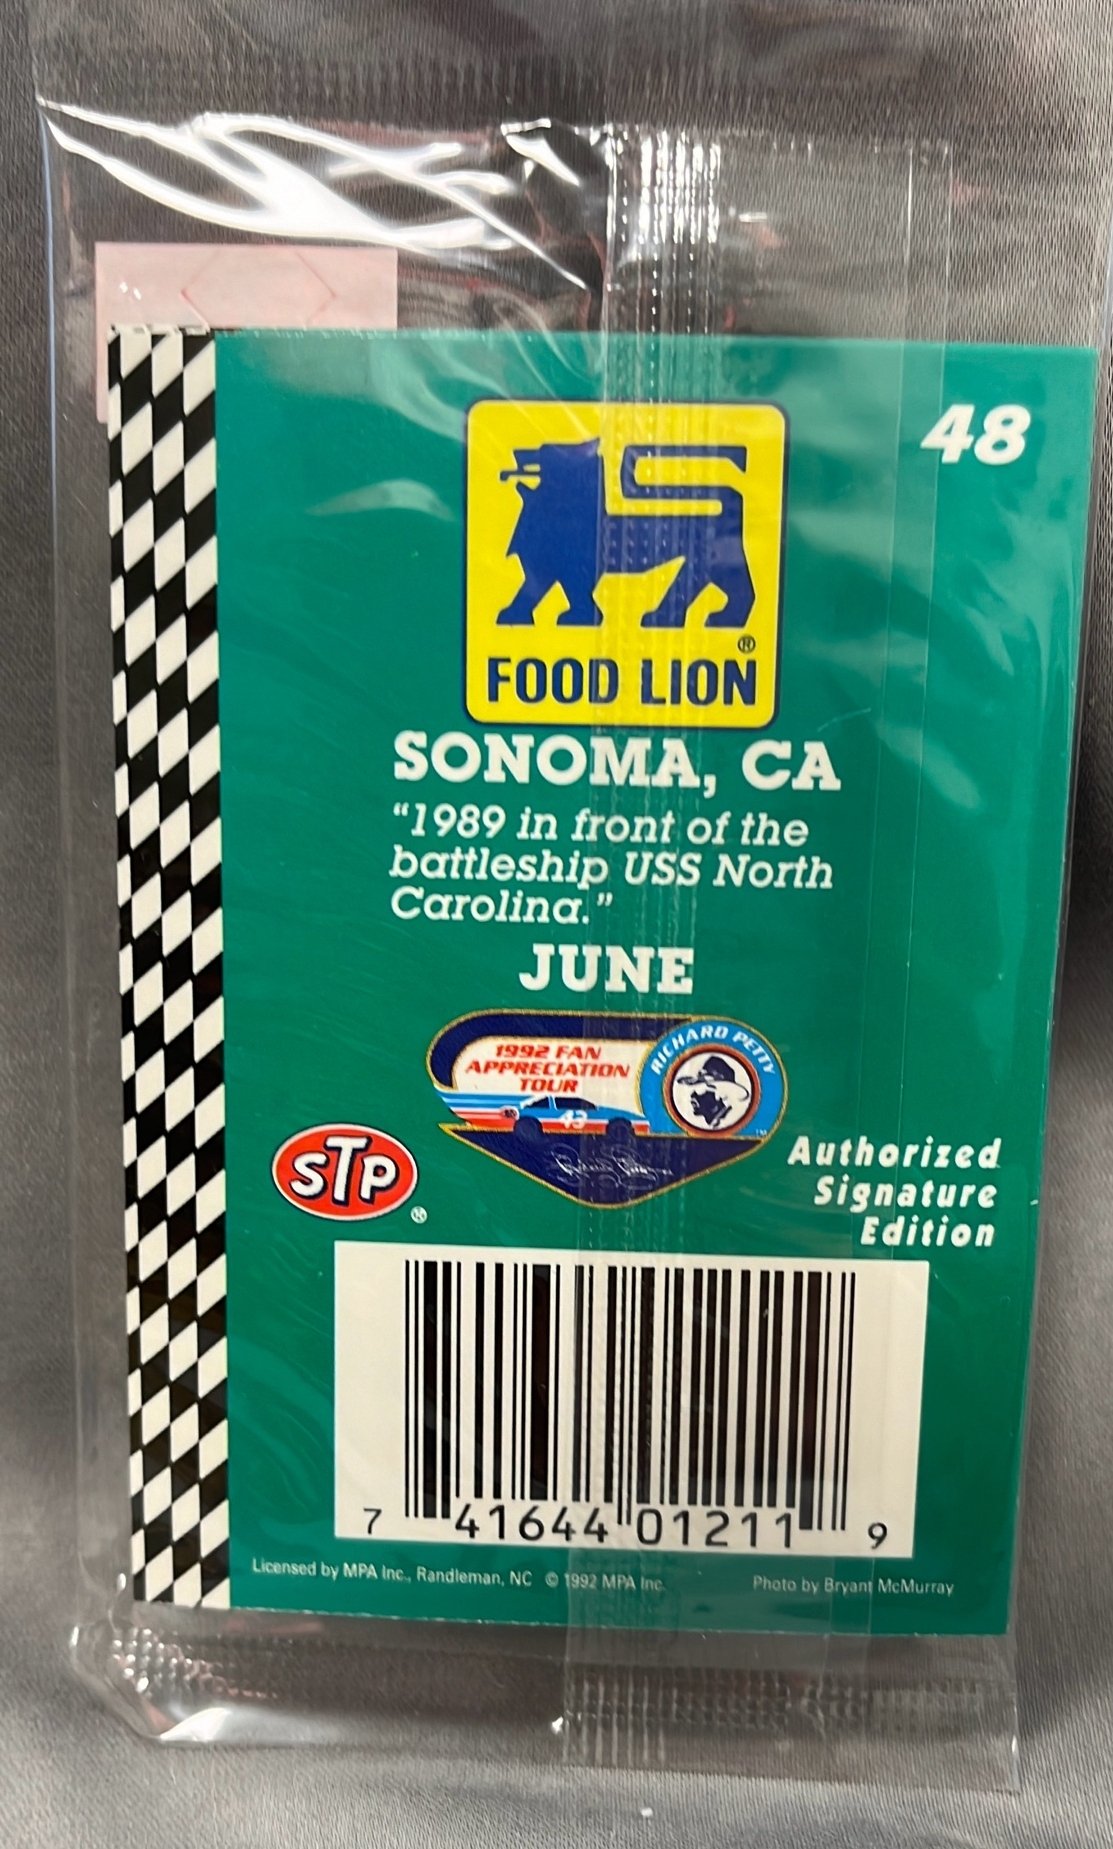 48
FOOD LION ®
SONOMA, CA
“1989 in front of the
battleship USS North
Carolina.”
JUNE
1992 FAN
APPRECIATION
TOUR
RICHARD PETTY
43
STP ®
Authorized
Signature
Edition
7 41644 01211 9
Licensed by MPA Inc., Randleman, NC © 1992 MPA Inc.
Photo by Bryant McMurray